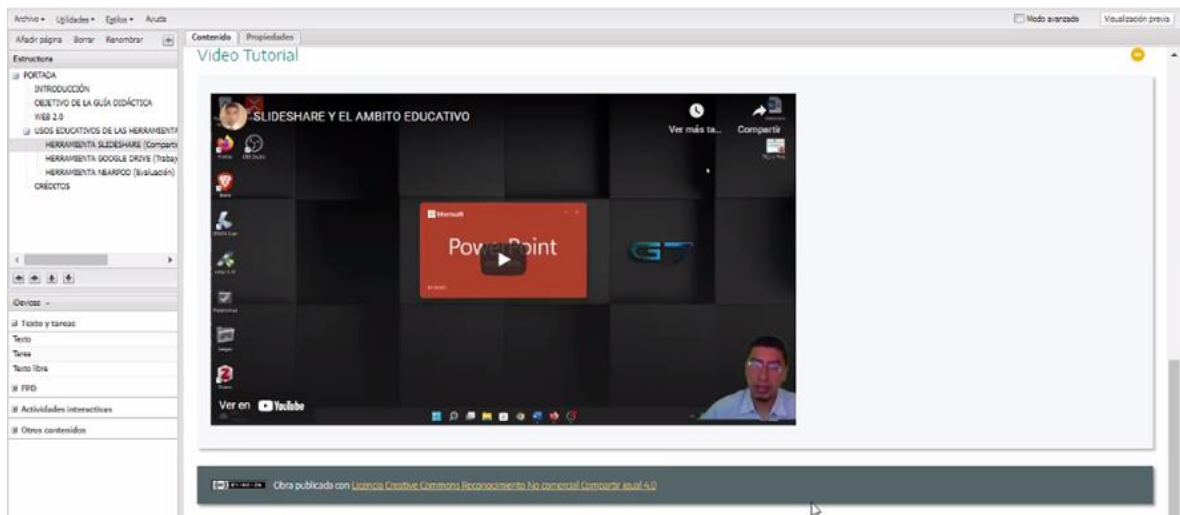 Archivo Utilidades Estilos Ayuda
Modo avanzado
Visualización previa
Añadir página Borrar Renombrar
Contenido Propiedades
Estructura
PORTADA
INTRODUCCIÓN
OBJETIVO DE LA GUÍA DIDÁCTICA
WEB 2.0
USOS EDUCATIVOS DE LAS HERRAMIENTA
HERRAMIENTA SLIDESHARE (Comparti
HERRAMIENTA GOOGLE DRIVE (Trabaj
HERRAMIENTA NEARPOD (Evaluación)
CRÉDITOS
iDevices
Texto y tareas
Texto
Tarea
Texto libre
FPD
Actividades interactivas
Otros contenidos
Video Tutorial
SLIDESHARE Y EL AMBITO EDUCATIVO
Ver más ta...
Compartir
Microsoft
PowerPoint
G7
Ver en YouTube
Obra publicada con Licencia Creative Commons Reconocimiento No comercial Compartir igual 4.0